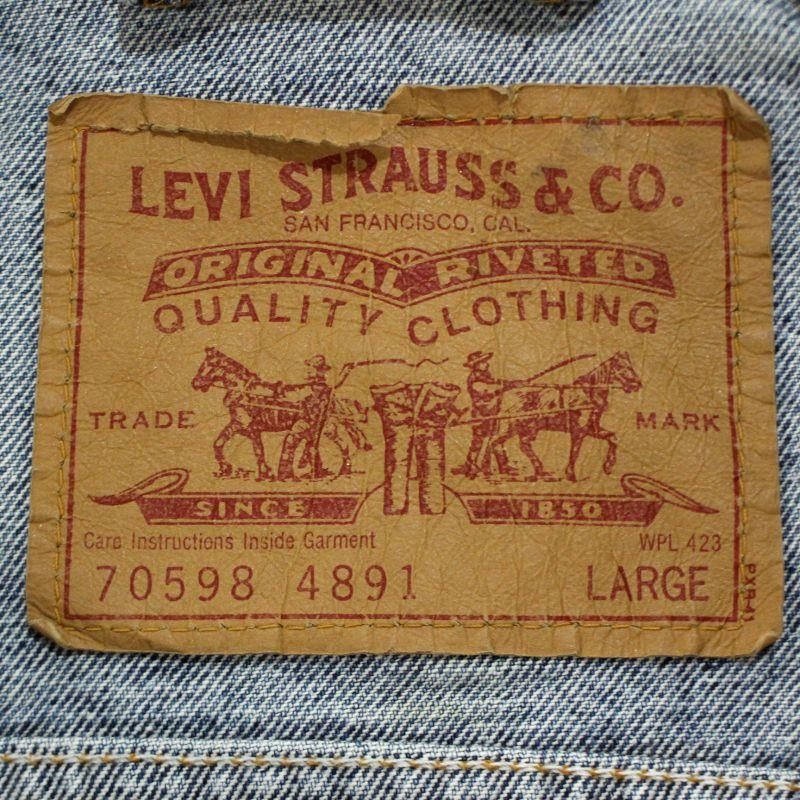 LEVI STRAUSS & CO.
SAN FRANCISCO, CAL.
ORIGINAL RIVETED
QUALITY CLOTHING
TRADE MARK
SINCE 1850
Care Instructions Inside Garment WPL 423
70598 4891 LARGE